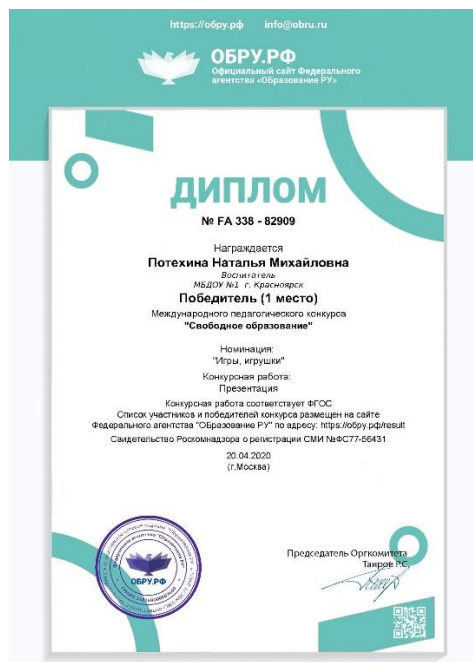 https://обру.рф info@obru.ru
ОБРУ.РФ
Официальный сайт Федерального
агентства «ОБразование РУ»
ДИПЛОМ
№ FA 338 - 82909
Награждается
Потехина Наталья Михайловна
Воспитатель
МБДОУ №1 г. Красноярск
Победитель (1 место)
Международного педагогического конкурса
"Свободное образование"
Номинация:
"Игры, игрушки"
Конкурсная работа:
Презентация
Конкурсная работа соответствует ФГОС
Список участников и победителей конкурса размещен на сайте
Федерального агентства "ОБразование РУ" по адресу: https://обру.рф/result
Свидетельство Роскомнадзора о регистрации СМИ №ФС77-56431
20.04.2020
(г.Москва)
Председатель Оргкомитета
Таиров Р.С.
ОБРУ.РФ